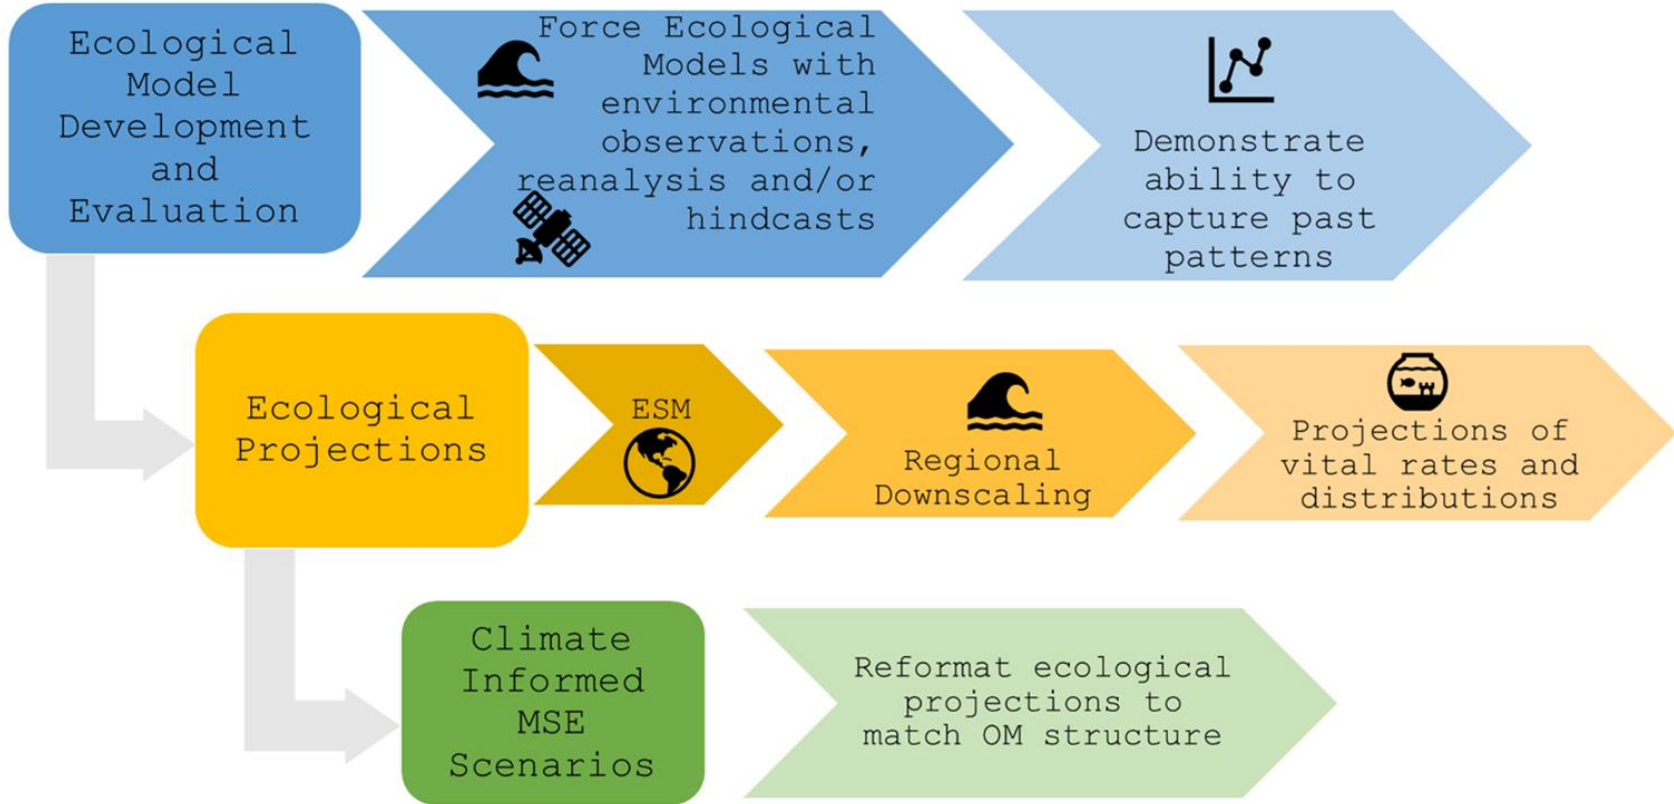 Ecological
Model
Development
and
Evaluation
Force Ecological
Models with
environmental
observations,
reanalysis and/or
hindcasts
Demonstrate
ability to
capture past
patterns
Ecological
Projections
ESM
Regional
Downscaling
Projections of
vital rates and
distributions
Climate
Informed
MSE
Scenarios
Reformat ecological
projections to
match OM structure